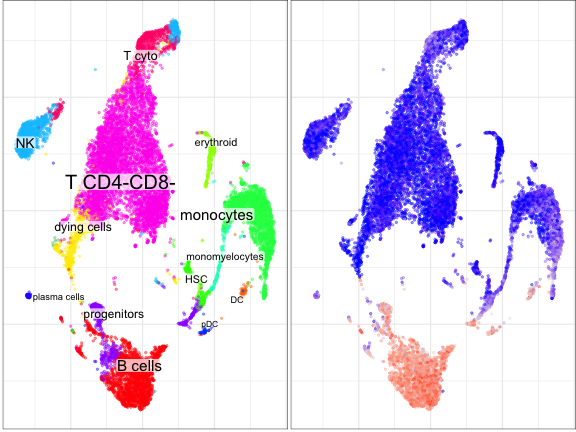 T cyto
NK
erythroid
T CD4-CD8-
monocytes
dying cells
monomyelocytes
HSC
plasma cells
DC
progenitors
pDC
B cells